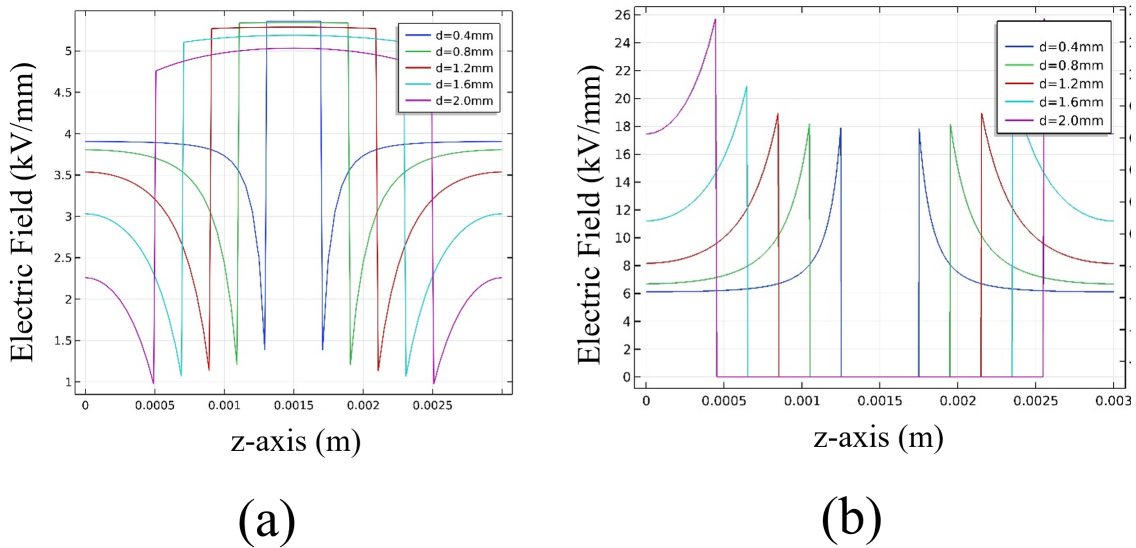 Electric Field (kV/mm)
5
4.5
4
3.5
3
2.5
2
1.5
1
d=0.4mm
d=0.8mm
d=1.2mm
d=1.6mm
d=2.0mm
0 0.0005 0.001 0.0015 0.002 0.0025
z-axis (m)
(a)
Electric Field (kV/mm)
26
24
22
20
18
16
14
12
10
8
6
4
2
0
d=0.4mm
d=0.8mm
d=1.2mm
d=1.6mm
d=2.0mm
0 0.0005 0.001 0.0015 0.002 0.0025 0.003
z-axis (m)
(b)